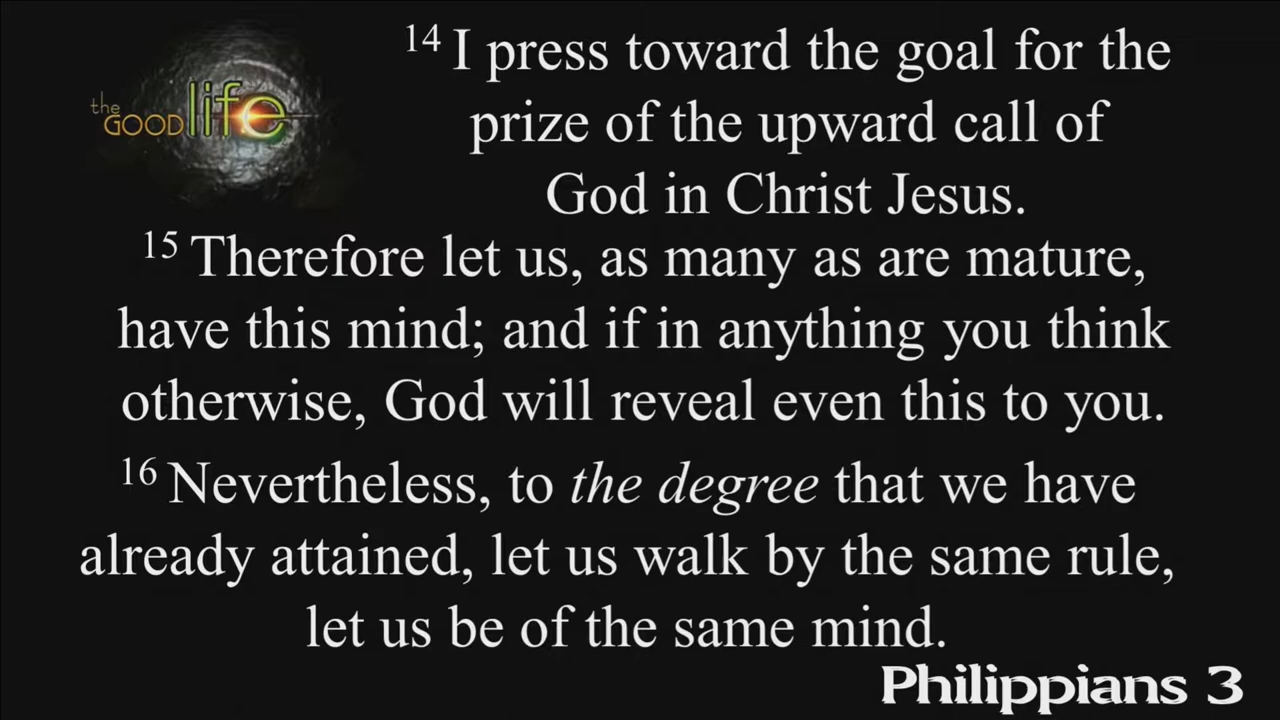 the
GOOD life
14 I press toward the goal for the
prize of the upward call of
God in Christ Jesus.
15 Therefore let us, as many as are mature,
have this mind; and if in anything you think
otherwise, God will reveal even this to you.
16 Nevertheless, to the degree that we have
already attained, let us walk by the same rule,
let us be of the same mind.
Philippians 3